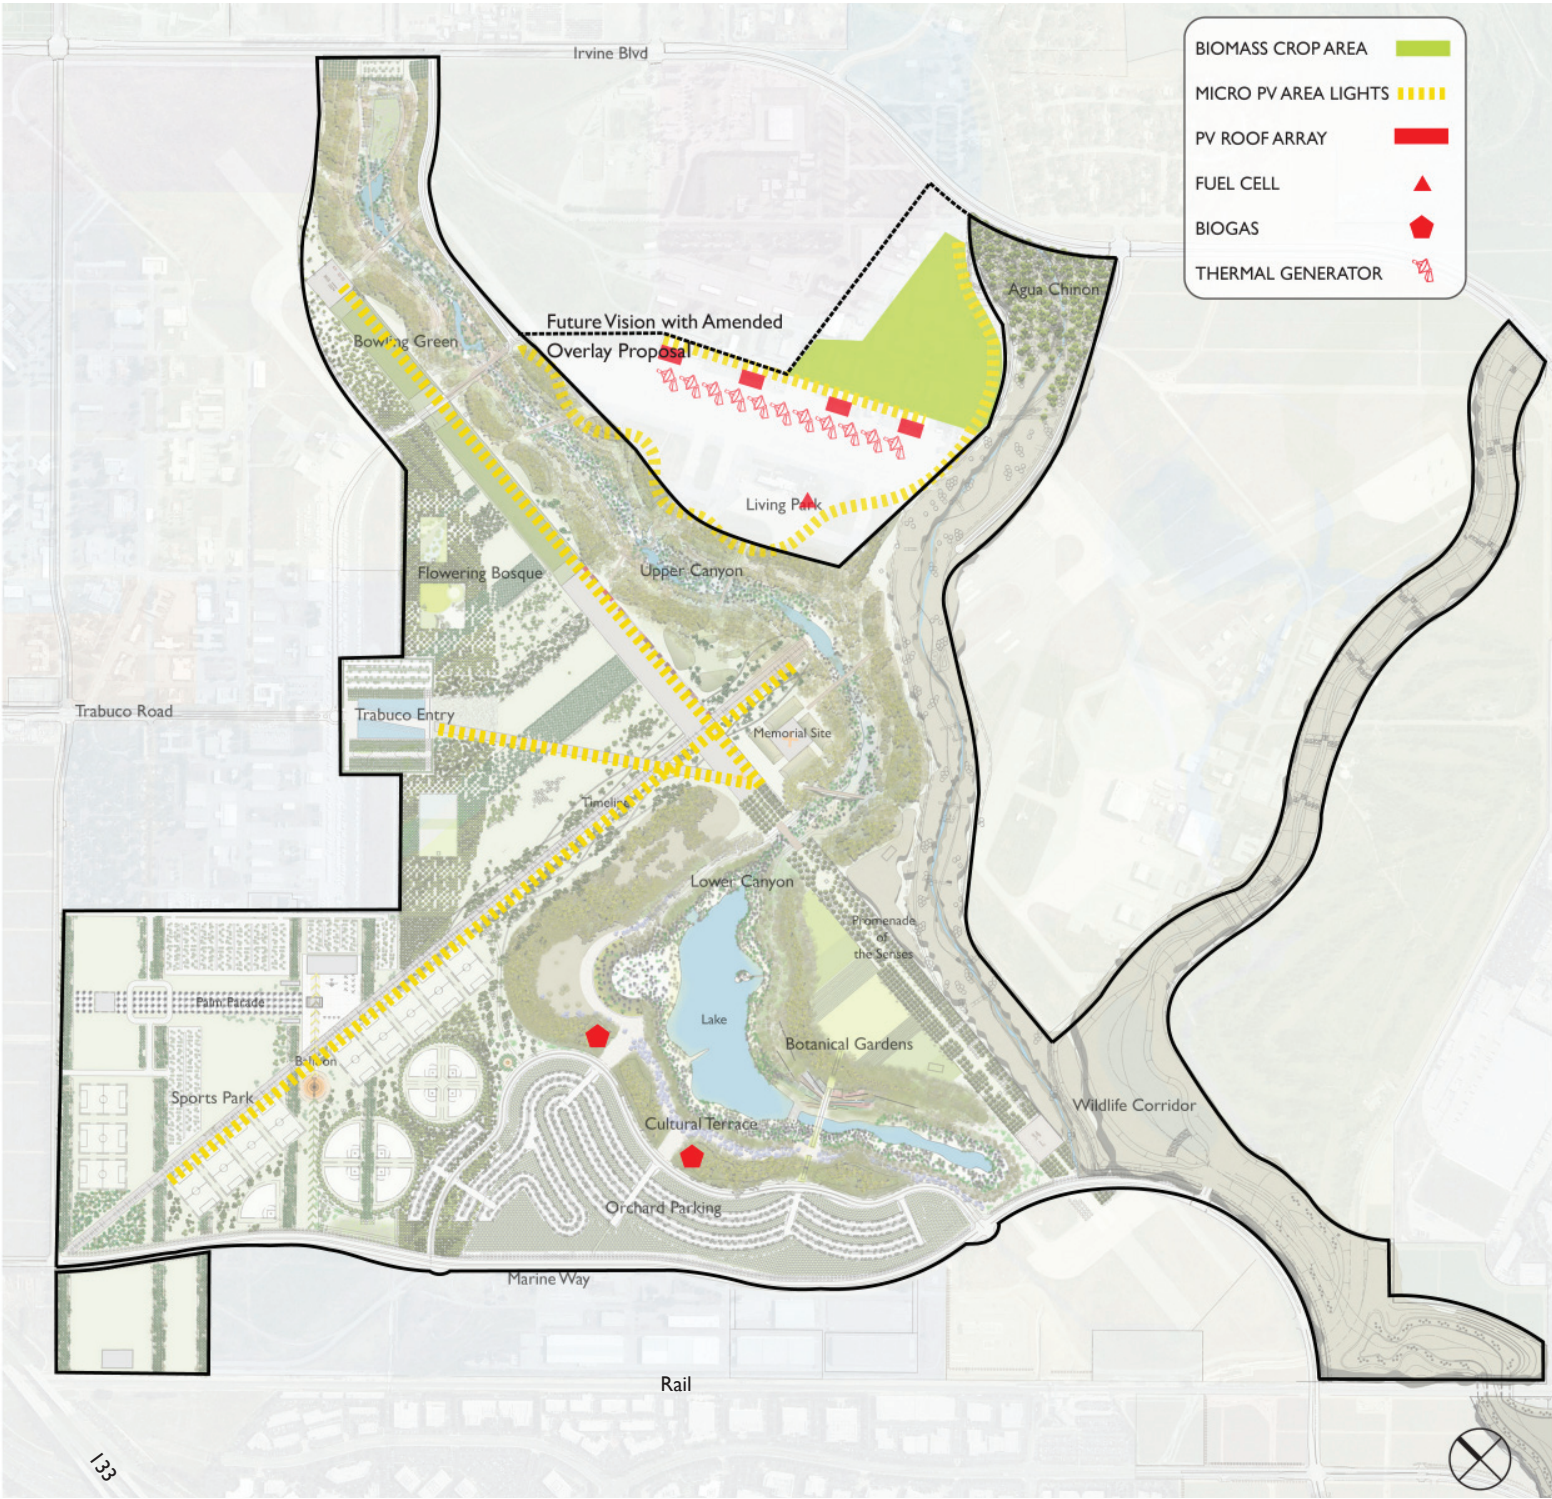 Irvine Blvd
BIOMASS CROP AREA
MICRO PV AREA LIGHTS
PV ROOF ARRAY
FUEL CELL
BIOGAS
THERMAL GENERATOR
Agua Chinon
Future Vision with Amended
Overlay Proposal
Bowling Green
Living Park
Upper Canyon
Flowering Bosque
Trabuco Road
Trabuco Entry
Memorial Site
Timeline
Lower Canyon
Promenade
of
the Senses
Palm Parade
Lake
Botanical Gardens
Balloon
Sports Park
Wildlife Corridor
Cultural Terrace
Orchard Parking
Marine Way
Rail
133